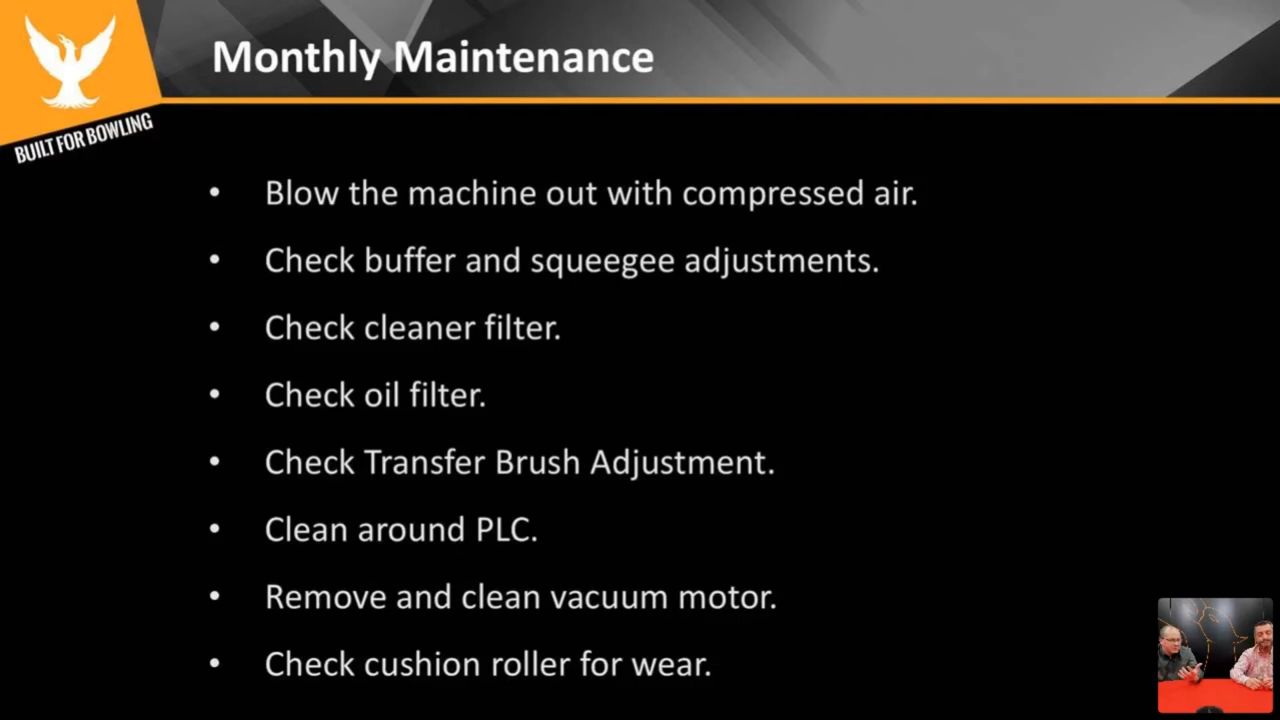 Monthly Maintenance
BUILT FOR BOWLING
• Blow the machine out with compressed air.
• Check buffer and squeegee adjustments.
• Check cleaner filter.
• Check oil filter.
• Check Transfer Brush Adjustment.
• Clean around PLC.
• Remove and clean vacuum motor.
• Check cushion roller for wear.